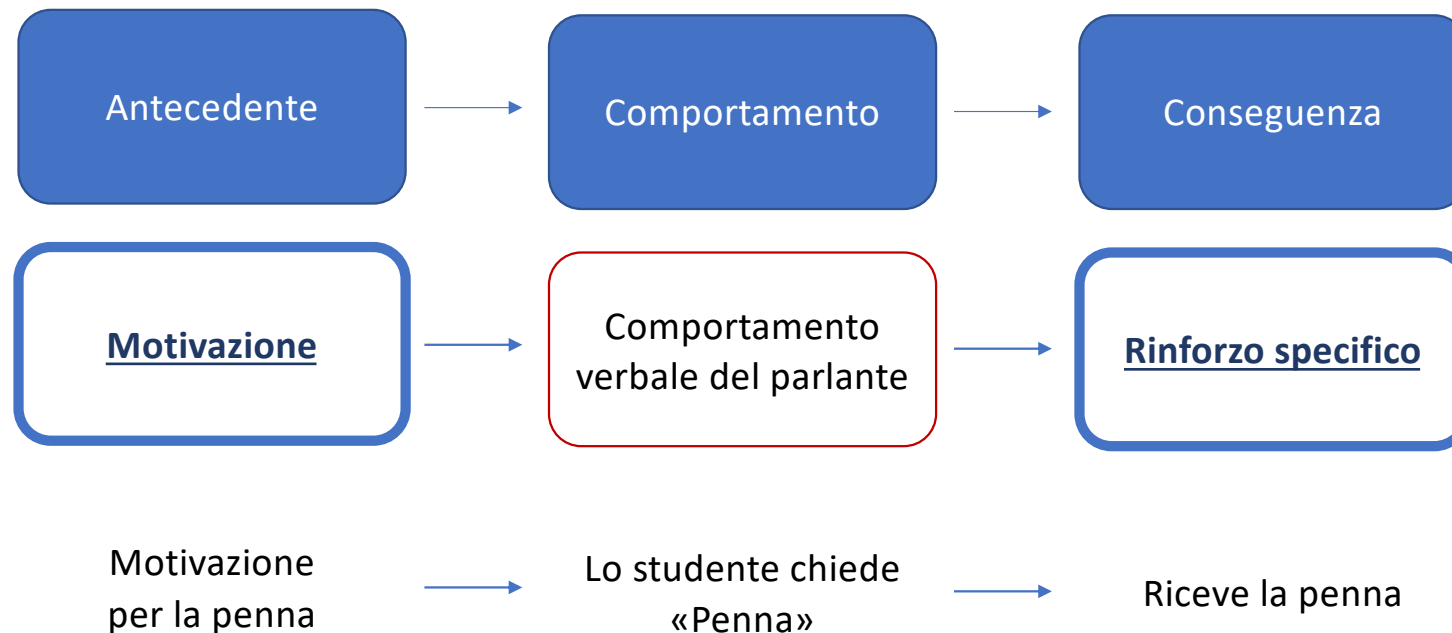 Antecedente
Comportamento
Conseguenza
Motivazione
Comportamento
verbale del parlante
Rinforzo specifico
Motivazione
per la penna
Lo studente chiede
«Penna»
Riceve la penna